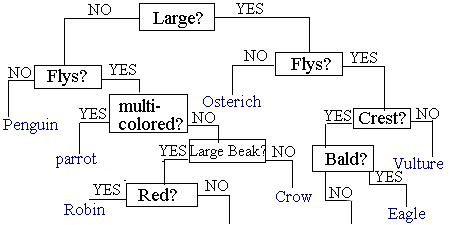 NO Large? YES
NO Flys? YES NO Flys? YES
Penguin YES multi-colored? NO Osterich YES Crest? NO
parrot YES Large Beak? NO Bald? Vulture
Robin YES Red? NO Crow NO YES Eagle